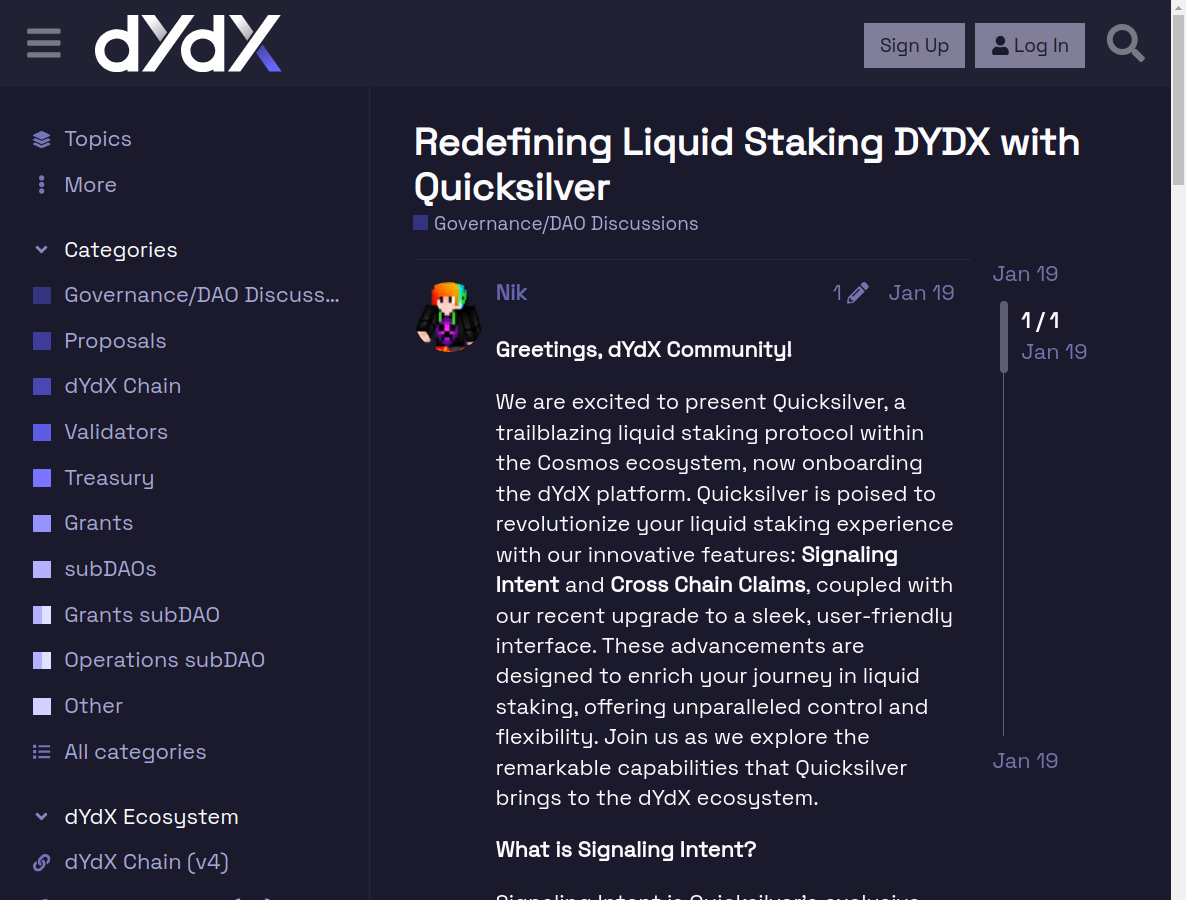 dYdX
Sign Up
Log In
Topics
More
Categories
Governance/DAO Discuss...
Proposals
dYdX Chain
Validators
Treasury
Grants
subDAOs
Grants subDAO
Operations subDAO
Other
All categories
dYdX Ecosystem
dYdX Chain (v4)
Redefining Liquid Staking DYDX with
Quicksilver
Governance/DAO Discussions
Nik
1
Jan 19
Greetings, dYdX Community!
We are excited to present Quicksilver, a
trailblazing liquid staking protocol within
the Cosmos ecosystem, now onboarding
the dYdX platform. Quicksilver is poised to
revolutionize your liquid staking experience
with our innovative features: Signaling
Intent and Cross Chain Claims, coupled with
our recent upgrade to a sleek, user-friendly
interface. These advancements are
designed to enrich your journey in liquid
staking, offering unparalleled control and
flexibility. Join us as we explore the
remarkable capabilities that Quicksilver
brings to the dYdX ecosystem.
What is Signaling Intent?
Signaling Intent is Quicksilver's exclusive
Jan 19
1 / 1
Jan 19
Jan 19